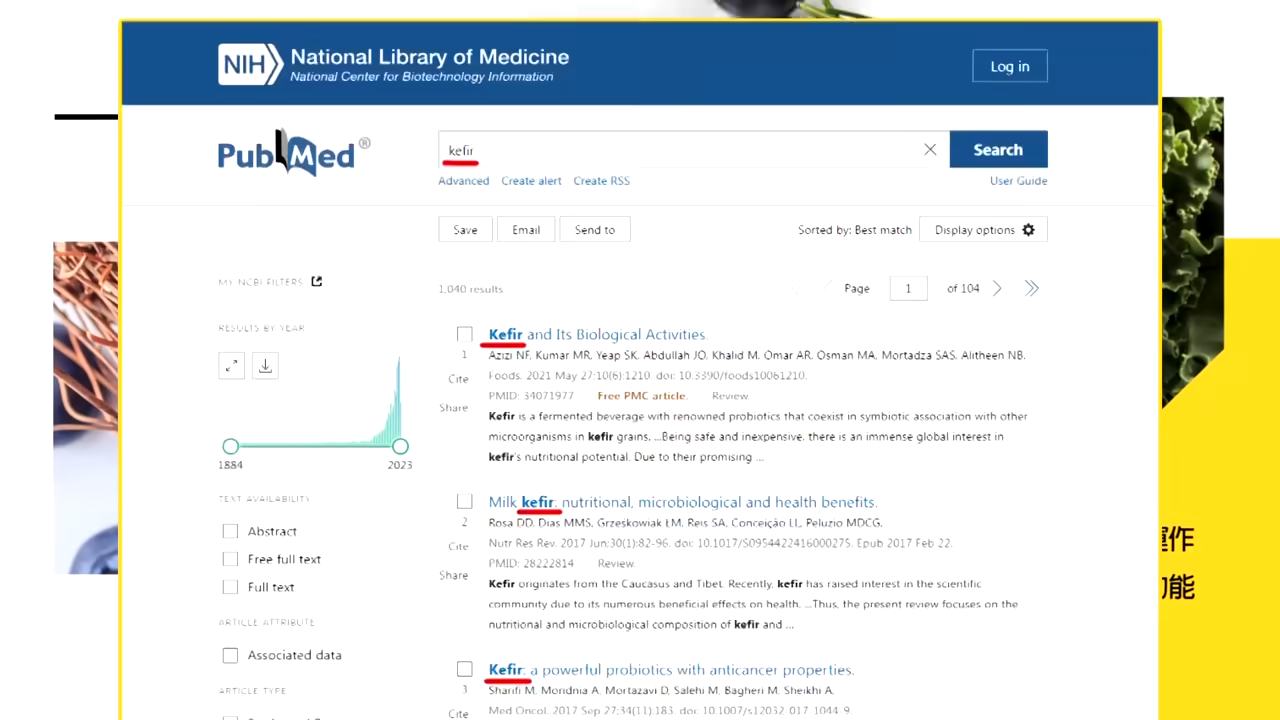 NIH National Library of Medicine
National Center for Biotechnology Information
Log in
PubMed®
kefir
Search
Advanced Create alert Create RSS
User Guide
Save Email Send to
Sorted by: Best match
Display options
MY NCBI FILTERS
1,040 results
Page 1 of 104
RESULTS BY YEAR
1884 2023
TEXT AVAILABILITY
Abstract
Free full text
Full text
ARTICLE ATTRIBUTE
Associated data
ARTICLE TYPE
Kefir and Its Biological Activities.
1
Cite
Share
Azizi NF, Kumar MR, Yeap SK, Abdullah JO, Khalid M, Omar AR, Osman MA, Mortadza SAS, Alitheen NB.
Foods. 2021 May 27;10(6):1210. doi: 10.3390/foods10061210.
PMID: 34071977 Free PMC article. Review.
Kefir is a fermented beverage with renowned probiotics that coexist in symbiotic association with other
microorganisms in kefir grains. ...Being safe and inexpensive, there is an immense global interest in
kefir's nutritional potential. Due to their promising ...
Milk kefir: nutritional, microbiological and health benefits.
2
Cite
Share
Rosa DD, Dias MMS, Grześkowiak ŁM, Reis SA, Conceição LL, Peluzio MDCG.
Nutr Res Rev. 2017 Jun;30(1):82-96. doi: 10.1017/S0954422416000275. Epub 2017 Feb 22.
PMID: 28222814 Review.
Kefir originates from the Caucasus and Tibet. Recently, kefir has raised interest in the scientific
community due to its numerous beneficial effects on health. ...Thus, the present review focuses on the
nutritional and microbiological composition of kefir and ...
Kefir: a powerful probiotics with anticancer properties.
3
Cite
Sharifi M, Moridnia A, Mortazavi D, Salehi M, Bagheri M, Sheikhi A.
Med Oncol. 2017 Sep 27;34(11):183. doi: 10.1007/s12032-017-1044-9.
作
能